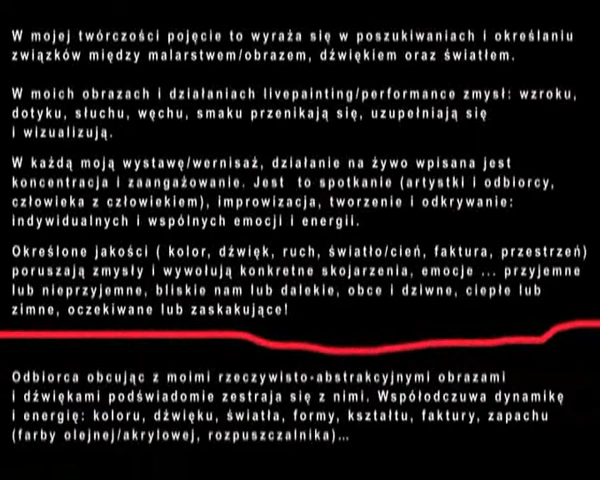 W mojej twórczości pojęcie to wyraża się w poszukiwaniach i określaniu
związków między malarstwem/obrazem, dźwiękiem oraz światłem.
W moich obrazach i działaniach livepainting/performance zmysł: wzroku,
dotyku, słuchu, węchu, smaku przenikają się, uzupełniają się
i wizualizują.
W każdą moją wystawę/wernisaż, działanie na żywo wpisana jest
koncentracja i zaangażowanie. Jest to spotkanie (artystki i odbiorcy,
człowieka z człowiekiem), improwizacja, tworzenie i odkrywanie:
indywidualnych i wspólnych emocji i energii.
Określone jakości ( kolor, dźwięk, ruch, światło/cień, faktura, przestrzeń)
poruszają zmysły i wywołują konkretne skojarzenia, emocje ... przyjemne
lub nieprzyjemne, bliskie nam lub dalekie, obce i dziwne, ciepłe lub
zimne, oczekiwane lub zaskakujące!
Odbiorca obcując z moimi rzeczywisto-abstrakcyjnymi obrazami
i dźwiękami podświadomie zestraja się z nimi. Współodczuwa dynamikę
i energię: koloru, dźwięku, światła, formy, kształtu, faktury, zapachu
(farby olejnej/akrylowej, rozpuszczalnika)...